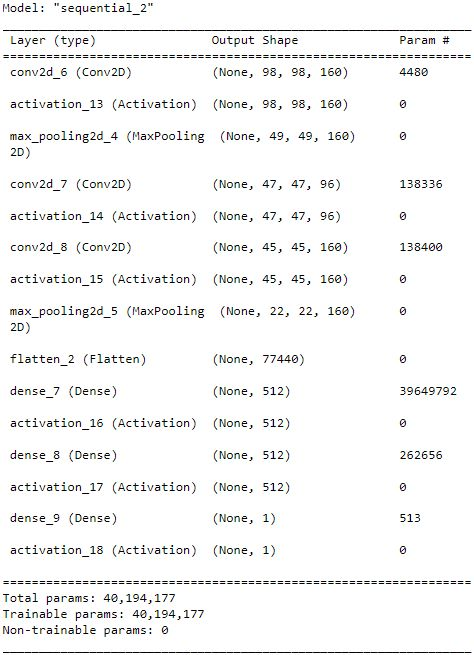 Model: "sequential_2"
Layer (type) Output Shape Param #
conv2d_6 (Conv2D) (None, 98, 98, 160) 4480
activation_13 (Activation) (None, 98, 98, 160) 0
max_pooling2d_4 (MaxPooling (None, 49, 49, 160) 0
2D)
conv2d_7 (Conv2D) (None, 47, 47, 96) 138336
activation_14 (Activation) (None, 47, 47, 96) 0
conv2d_8 (Conv2D) (None, 45, 45, 160) 138400
activation_15 (Activation) (None, 45, 45, 160) 0
max_pooling2d_5 (MaxPooling (None, 22, 22, 160) 0
2D)
flatten_2 (Flatten) (None, 77440) 0
dense_7 (Dense) (None, 512) 39649792
activation_16 (Activation) (None, 512) 0
dense_8 (Dense) (None, 512) 262656
activation_17 (Activation) (None, 512) 0
dense_9 (Dense) (None, 1) 513
activation_18 (Activation) (None, 1) 0
Total params: 40,194,177
Trainable params: 40,194,177
Non-trainable params: 0